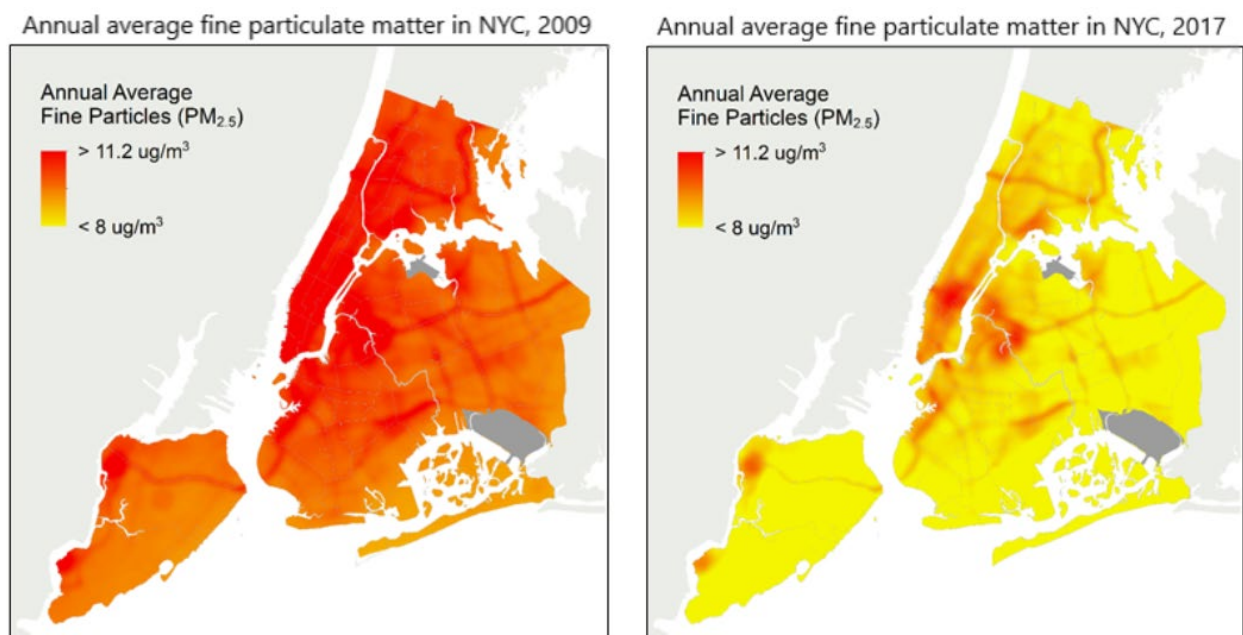 Annual average fine particulate matter in NYC, 2009
Annual Average
Fine Particles (PM₂.₅)
> 11.2 ug/m³
< 8 ug/m³
Annual average fine particulate matter in NYC, 2017
Annual Average
Fine Particles (PM₂.₅)
> 11.2 ug/m³
< 8 ug/m³